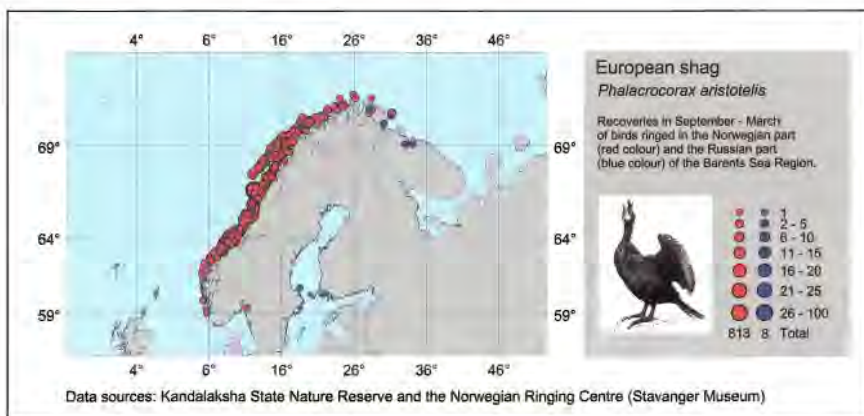 4° 6° 16° 26° 36° 46°
European shag
Phalacrocorax aristotelis
Recoveries in September - March
of birds ringed in the Norwegian part
(red colour) and the Russian part
(blue colour) of the Barents Sea Region.
69° 69°
64° 64°
59° 59°
1
2 - 5
6 - 10
11 - 15
16 - 20
21 - 25
26 - 100
813 8 Total
4° 6° 16° 26° 36° 46°
Data sources: Kandalaksha State Nature Reserve and the Norwegian Ringing Centre (Stavanger Museum)